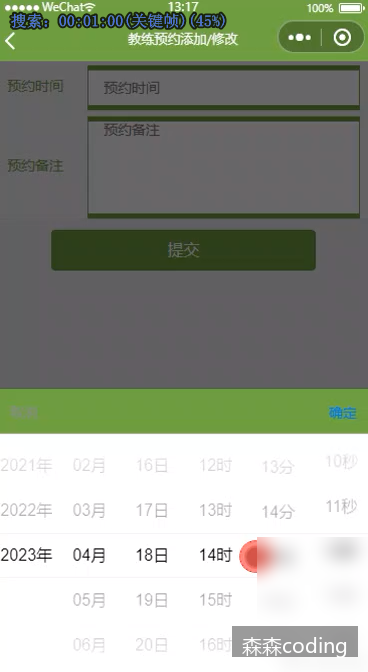 WeChat 13:17 100%
搜索：00:01:00(关键帧)(45%)
教练预约添加/修改
预约时间 预约时间
预约备注
预约备注
提交
取消 确定
2021年 02月 16日 12时 13分 10秒
2022年 03月 17日 13时 14分 11秒
2023年 04月 18日 14时
05月 19日 15时
06月 20日 16时
森森coding